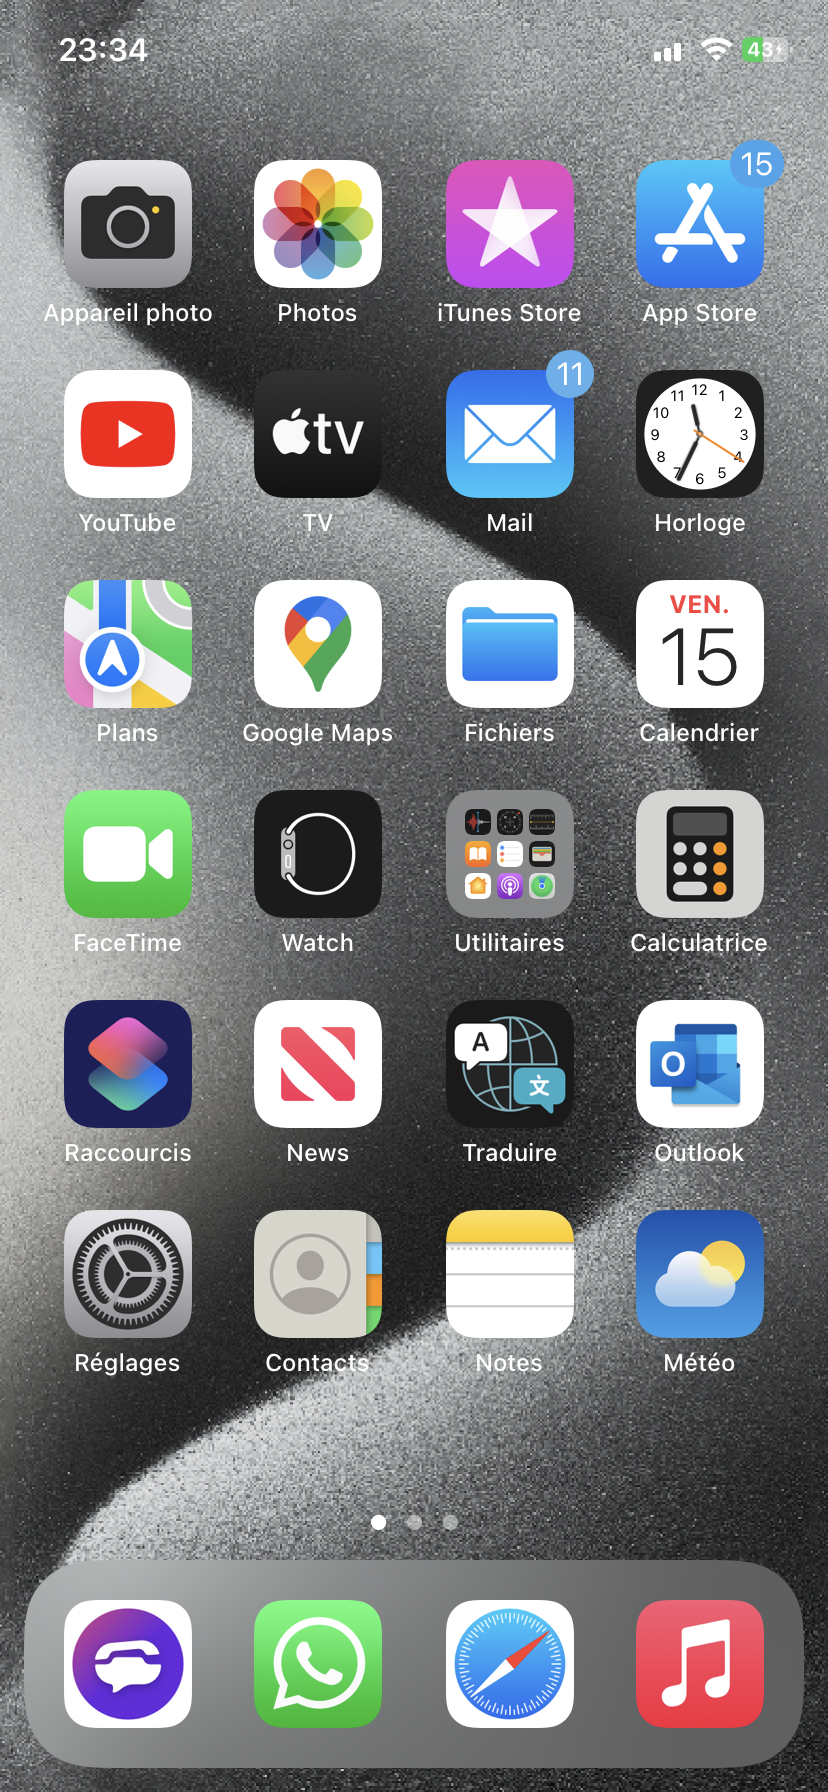 23:34
43
15
Appareil photo
Photos
iTunes Store
App Store
11
tv
12
11
1
10
2
9
3
8
4
7
5
6
YouTube
TV
Mail
Horloge
VEN.
15
Plans
Google Maps
Fichiers
Calendrier
FaceTime
Watch
Utilitaires
Calculatrice
A
文
O
Raccourcis
News
Traduire
Outlook
Réglages
Contacts
Notes
Météo